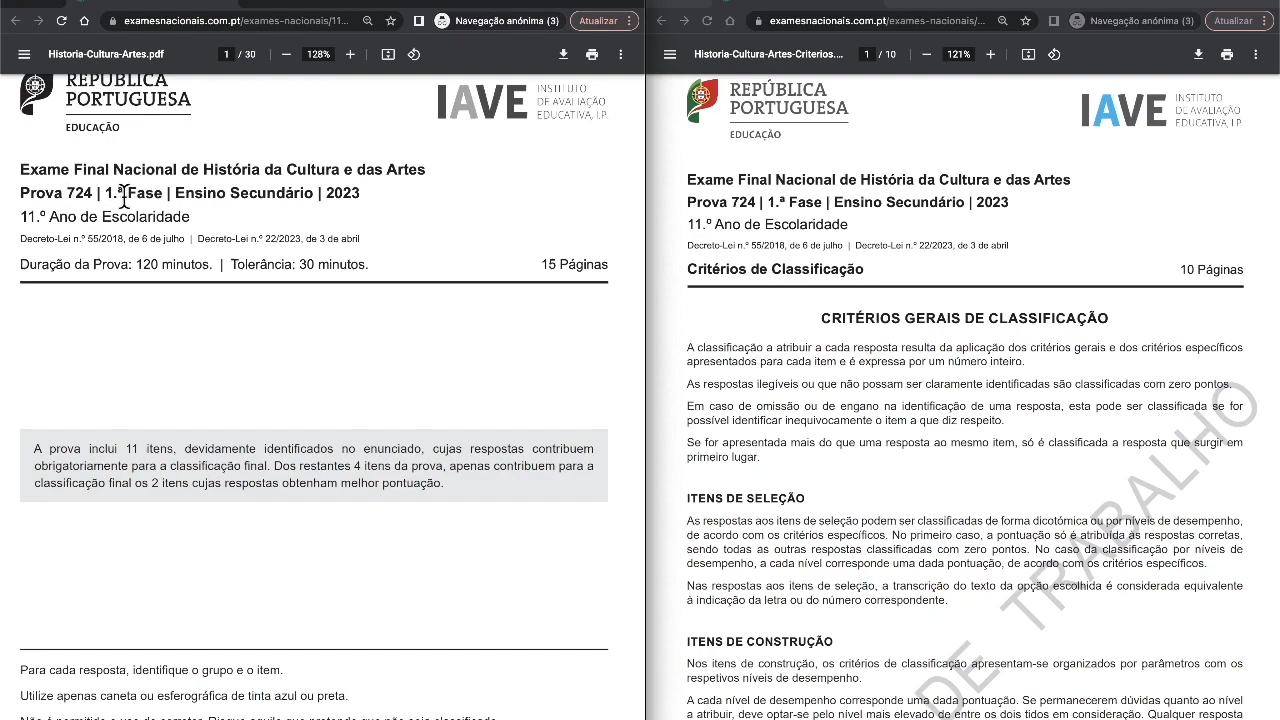 examesnacionais.com.pt/exames-nacionais/11...
Navegação anónima (3)
Atualizar
Historia-Cultura-Artes.pdf
1 / 30
128%
REPÚBLICA
PORTUGUESA
EDUCAÇÃO
IAVE
INSTITUTO
DE AVALIAÇÃO
EDUCATIVA, I.P.
Exame Final Nacional de História da Cultura e das Artes
Prova 724 | 1.ª Fase | Ensino Secundário | 2023
11.º Ano de Escolaridade
Decreto-Lei n.º 55/2018, de 6 de julho | Decreto-Lei n.º 22/2023, de 3 de abril
Duração da Prova: 120 minutos. | Tolerância: 30 minutos.
15 Páginas
A prova inclui 11 itens, devidamente identificados no enunciado, cujas respostas contribuem
obrigatoriamente para a classificação final. Dos restantes 4 itens da prova, apenas contribuem para a
classificação final os 2 itens cujas respostas obtenham melhor pontuação.
Para cada resposta, identifique o grupo e o item.
Utilize apenas caneta ou esferográfica de tinta azul ou preta.
examesnacionais.com.pt/exames-nacionais/...
Navegação anónima (3)
Atualizar
Historia-Cultura-Artes-Criterios....
1 / 10
121%
REPÚBLICA
PORTUGUESA
EDUCAÇÃO
IAVE
INSTITUTO
DE AVALIAÇÃO
EDUCATIVA, I.P.
Exame Final Nacional de História da Cultura e das Artes
Prova 724 | 1.ª Fase | Ensino Secundário | 2023
11.º Ano de Escolaridade
Decreto-Lei n.º 55/2018, de 6 de julho | Decreto-Lei n.º 22/2023, de 3 de abril
Critérios de Classificação
10 Páginas
CRITÉRIOS GERAIS DE CLASSIFICAÇÃO
A classificação a atribuir a cada resposta resulta da aplicação dos critérios gerais e dos critérios específicos
apresentados para cada item e é expressa por um número inteiro.
As respostas ilegíveis ou que não possam ser claramente identificadas são classificadas com zero pontos.
Em caso de omissão ou de engano na identificação de uma resposta, esta pode ser classificada se for
possível identificar inequivocamente o item a que diz respeito.
Se for apresentada mais do que uma resposta ao mesmo item, só é classificada a resposta que surgir em
primeiro lugar.
ITENS DE SELEÇÃO
As respostas aos itens de seleção podem ser classificadas de forma dicotómica ou por níveis de desempenho,
de acordo com os critérios específicos. No primeiro caso, a pontuação só é atribuída às respostas corretas,
sendo todas as outras respostas classificadas com zero pontos. No caso da classificação por níveis de
desempenho, a cada nível corresponde uma dada pontuação, de acordo com os critérios específicos.
Nas respostas aos itens de seleção, a transcrição do texto da opção escolhida é considerada equivalente
à indicação da letra ou do número correspondente.
ITENS DE CONSTRUÇÃO
Nos itens de construção, os critérios de classificação apresentam-se organizados por parâmetros com os
respetivos níveis de desempenho.
A cada nível de desempenho corresponde uma dada pontuação. Se permanecerem dúvidas quanto ao nível
a atribuir, deve optar-se pelo nível mais elevado de entre os dois tidos em consideração. Qualquer resposta
DE TRABALHO